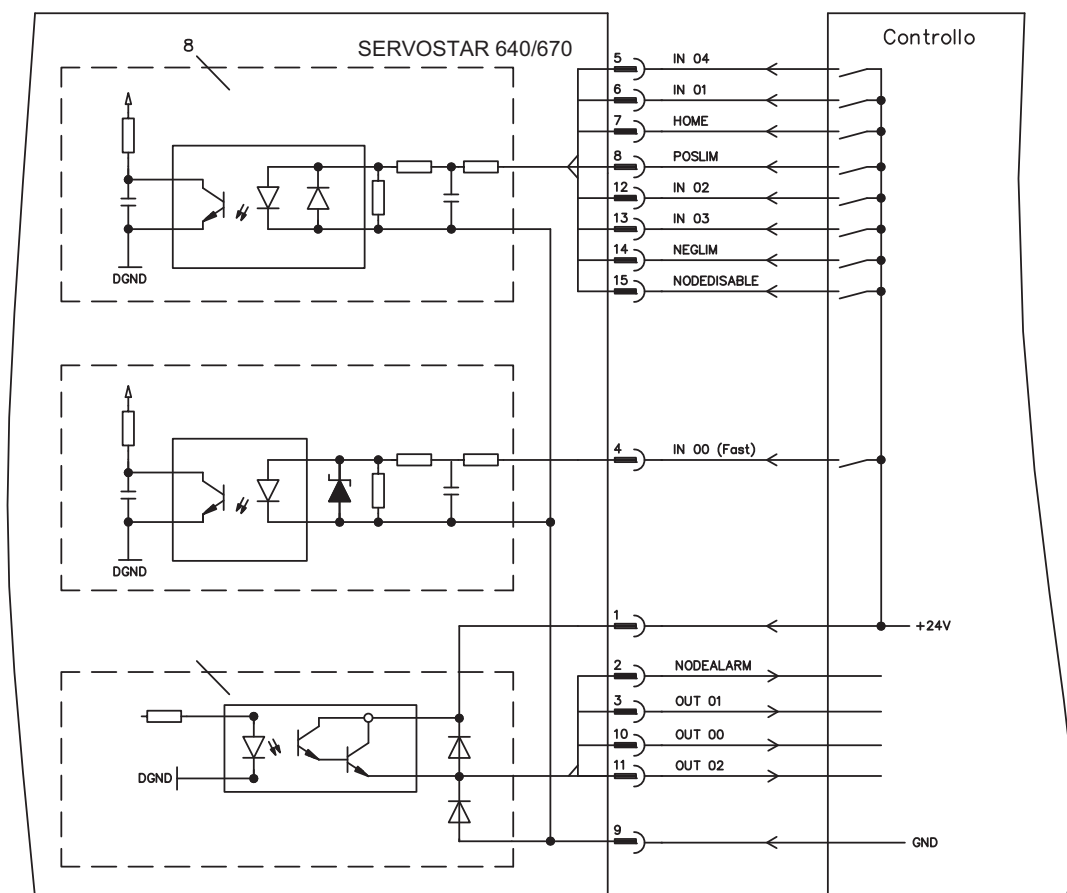 8
SERVOSTAR 640/670
Controllo
5 IN 04
6 IN 01
7 HOME
8 POSLIM
12 IN 02
13 IN 03
14 NEGLIM
15 NODEDISABLE
DGND
4 IN 00 (Fast)
DGND
1 +24V
2 NODEALARM
3 OUT 01
10 OUT 00
11 OUT 02
DGND
9 GND